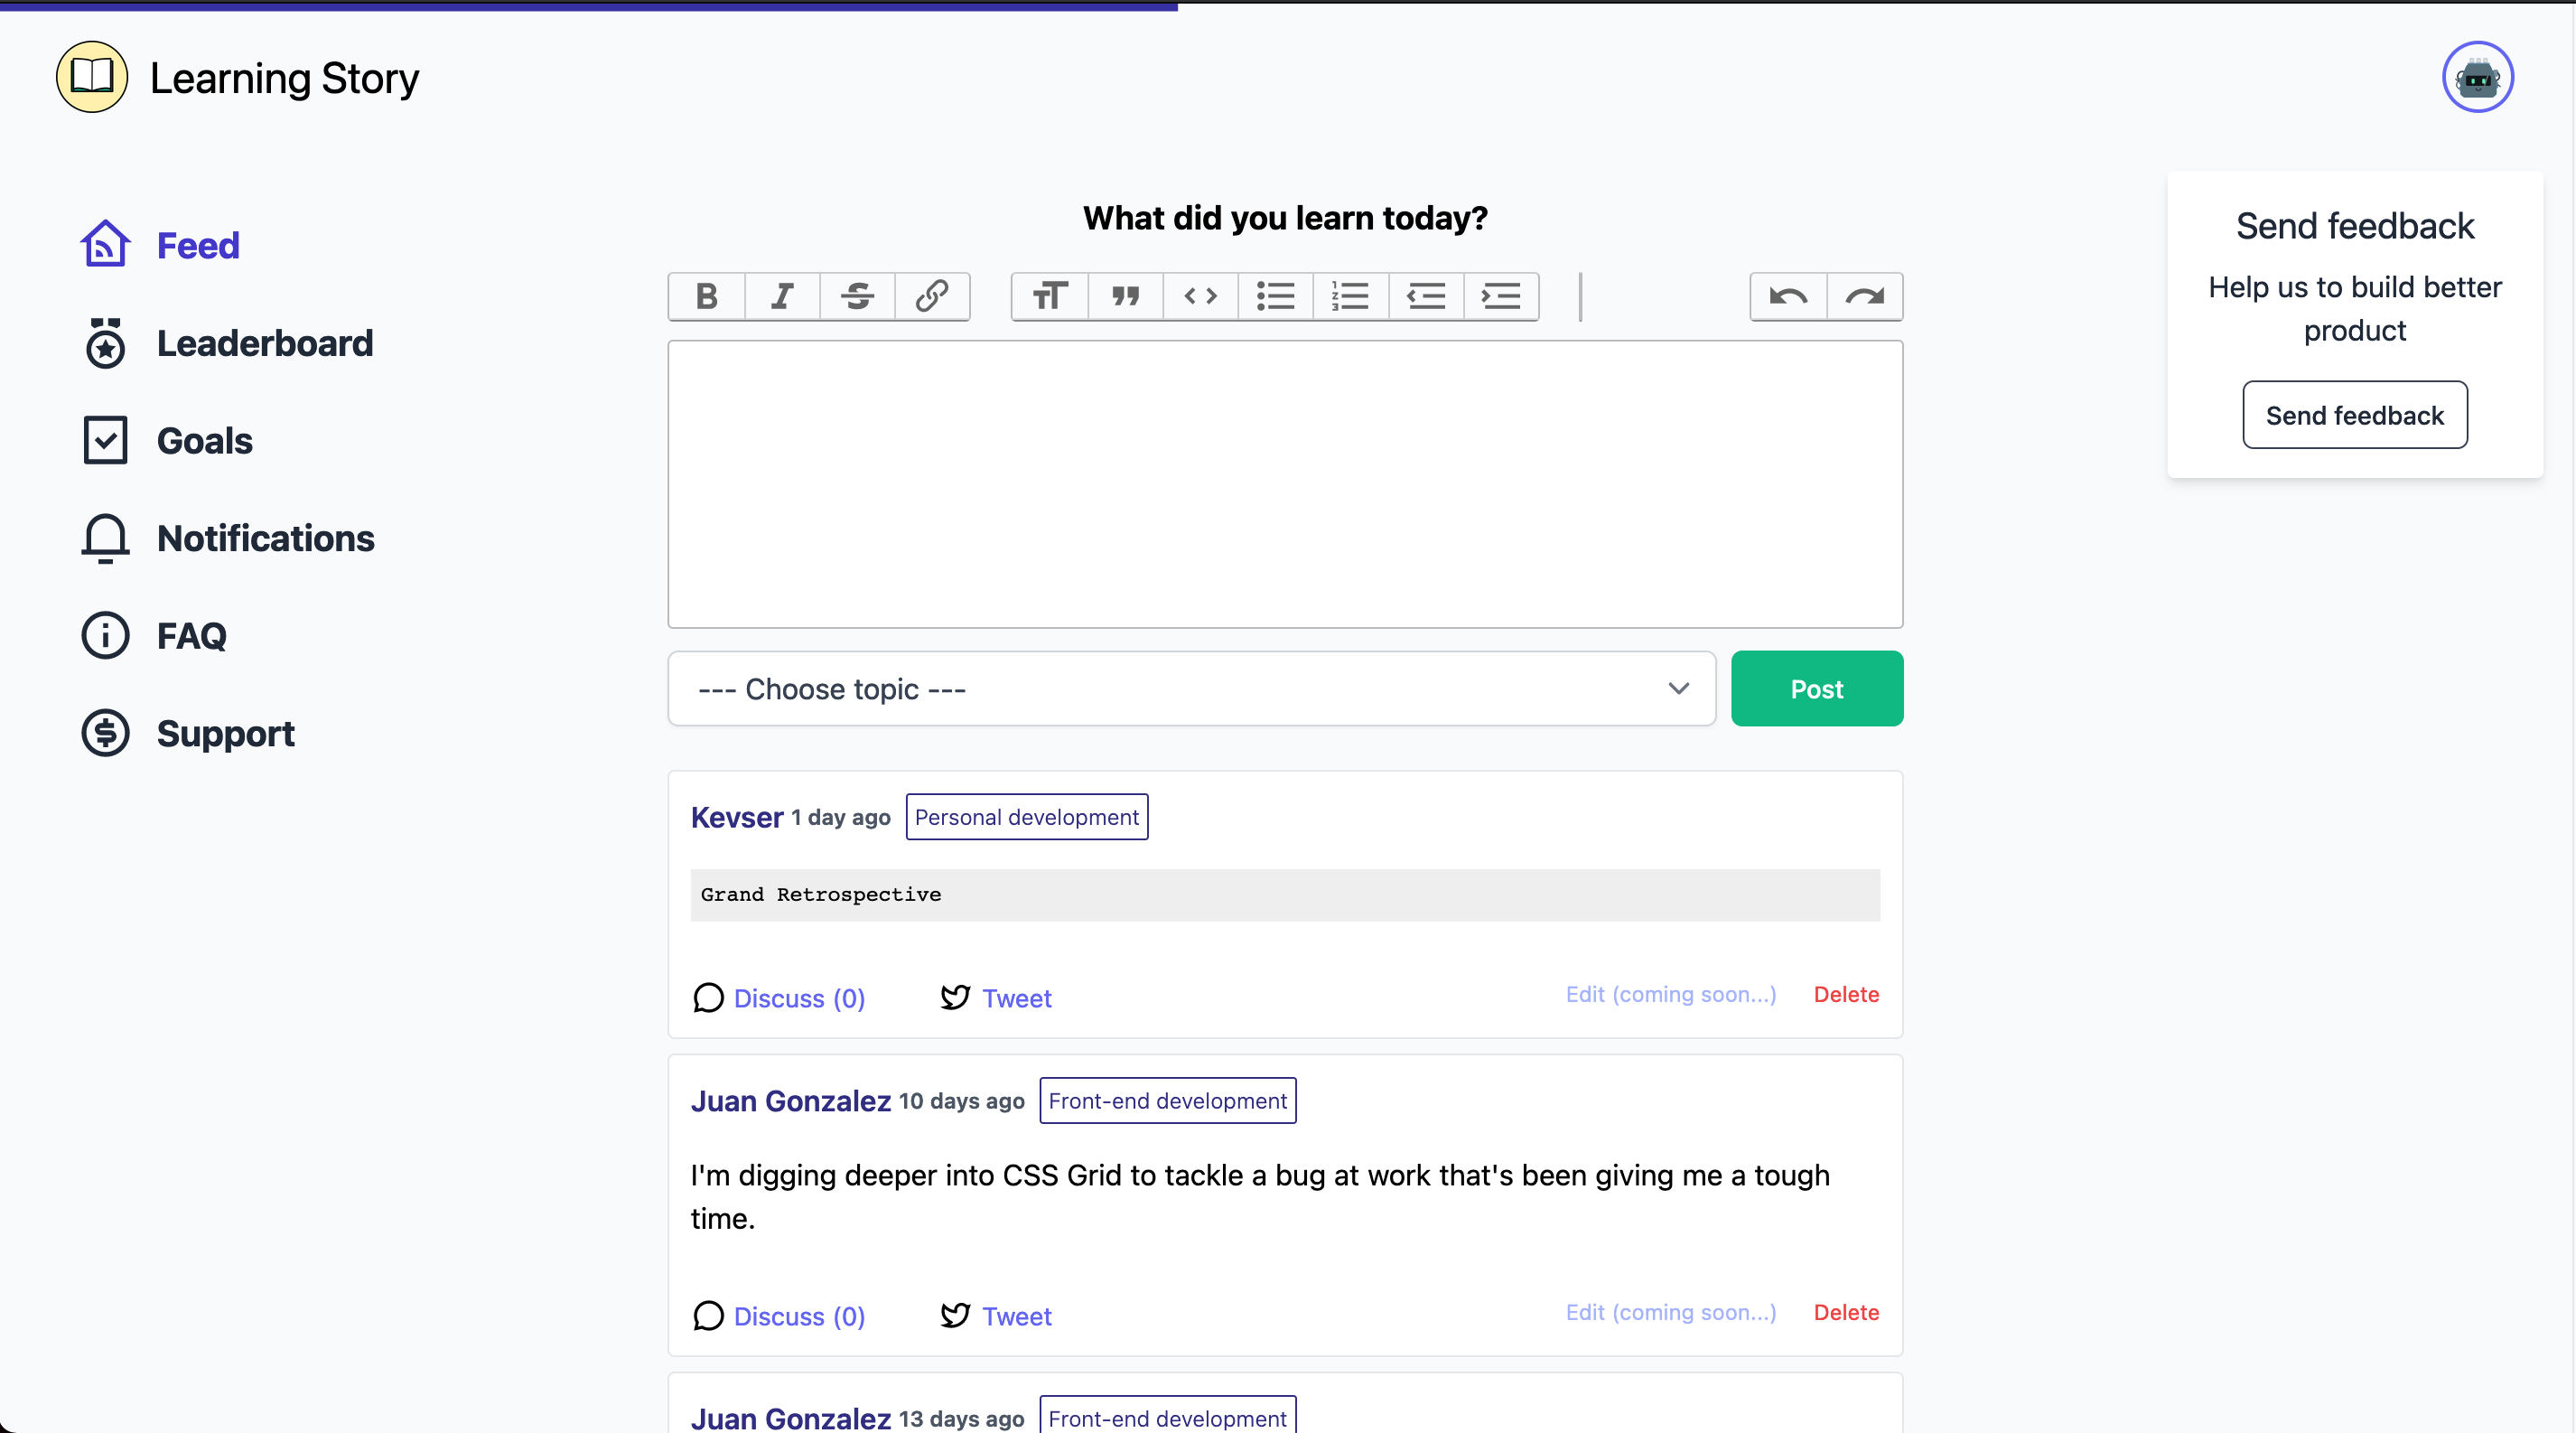 Learning Story
Feed
Leaderboard
Goals
Notifications
FAQ
Support
What did you learn today?
--- Choose topic ---
Post
Kevser 1 day ago Personal development
Grand Retrospective
Discuss (0) Tweet Edit (coming soon...) Delete
Juan Gonzalez 10 days ago Front-end development
I'm digging deeper into CSS Grid to tackle a bug at work that's been giving me a tough
time.
Discuss (0) Tweet Edit (coming soon...) Delete
Juan Gonzalez 13 days ago Front-end development
Send feedback
Help us to build better
product
Send feedback